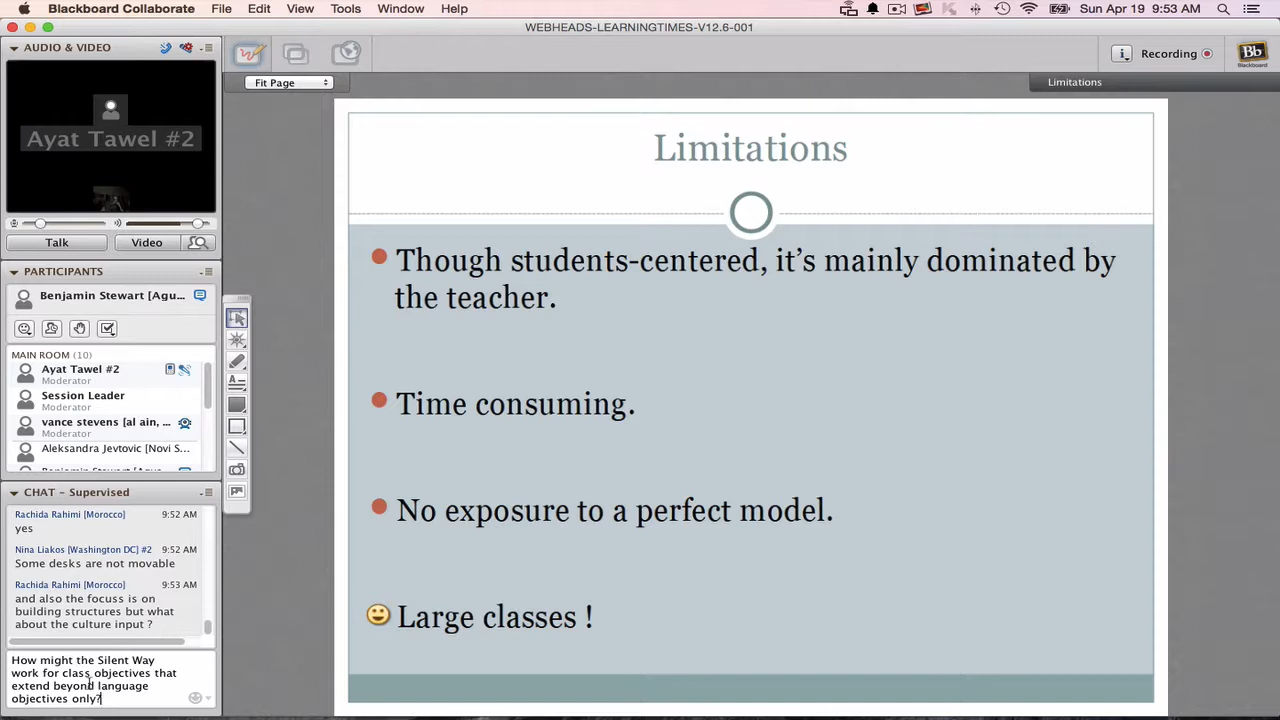 Blackboard Collaborate File Edit View Tools Window Help Sun Apr 19 9:53 AM
WEBHEADS-LEARNINGTIMES-V12.6-001
AUDIO & VIDEO
Recording
Bb
Blackboard
Fit Page
Limitations
Ayat Tawel #2
Talk Video
PARTICIPANTS
Benjamin Stewart [Agu...
MAIN ROOM (10)
Ayat Tawel #2
Moderator
Session Leader
Moderator
vance stevens [al ain, ...
Moderator
Aleksandra Jevtovic [Novi S...
Benjamin Stewart [Agu...
CHAT - Supervised
Rachida Rahimi [Morocco] 9:52 AM
yes
Nina Liakos [Washington DC] #2 9:52 AM
Some desks are not movable
Rachida Rahimi [Morocco] 9:53 AM
and also the focuss is on
building structures but what
about the culture input ?
How might the Silent Way
work for class objectives that
extend beyond language
objectives only?
Limitations
Though students-centered, it's mainly dominated by
the teacher.
Time consuming.
No exposure to a perfect model.
Large classes !